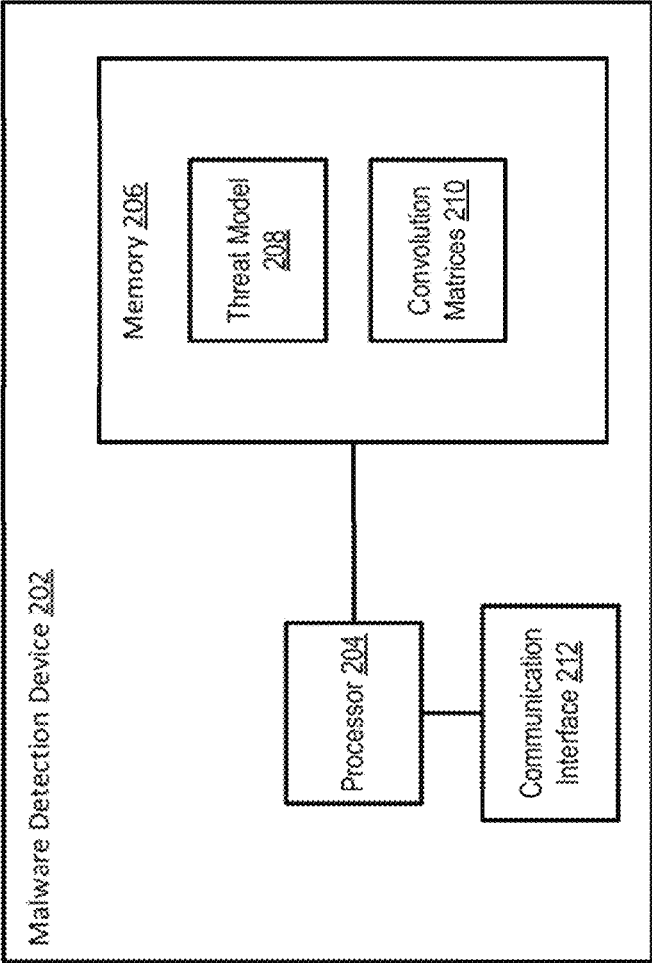 Malware Detection Device 202
Processor 204
Communication
Interface 212
Memory 206
Threat Model
208
Convolution
Matrices 210